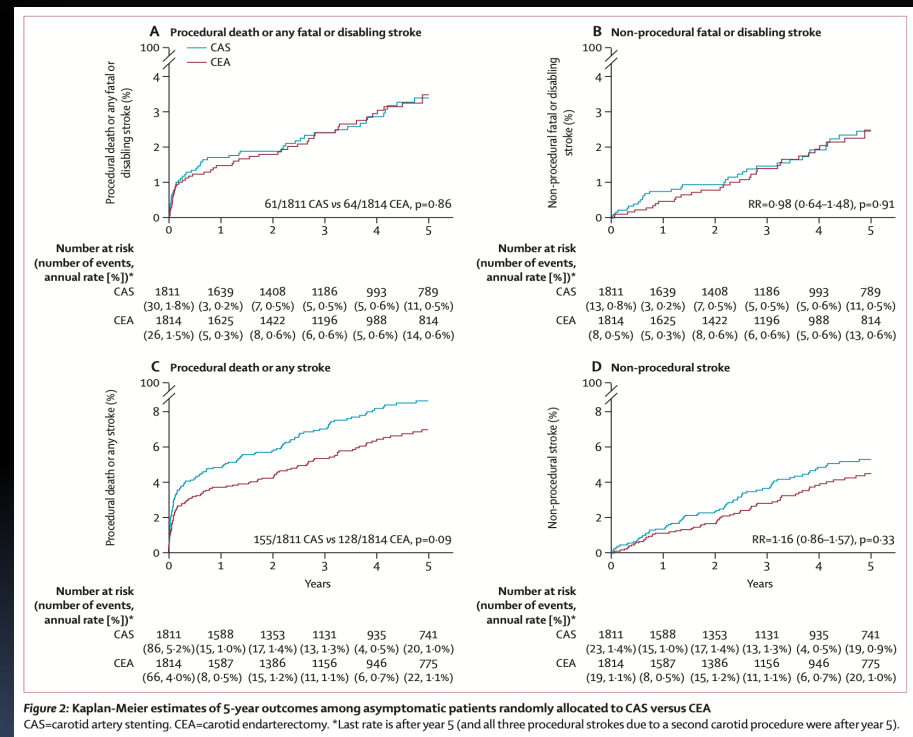 A Procedural death or any fatal or disabling stroke
CAS
CEA
Procedural death or any fatal or
disabling stroke (%)
100
4
3
2
1
0
61/1811 CAS vs 64/1814 CEA, p=0·86
0 1 2 3 4 5
Number at risk
(number of events,
annual rate [%])*
CAS 1811 1639 1408 1186 993 789
(30, 1·8%) (3, 0·2%) (7, 0·5%) (5, 0·5%) (5, 0·6%) (11, 0·5%)
CEA 1814 1625 1422 1196 988 814
(26, 1·5%) (5, 0·3%) (8, 0·6%) (6, 0·6%) (5, 0·6%) (14, 0·6%)
B Non-procedural fatal or disabling stroke
Non-procedural fatal or disabling
stroke (%)
100
4
3
2
1
0
RR=0·98 (0·64–1·48), p=0·91
0 1 2 3 4 5
Number at risk
(number of events,
annual rate [%])*
CAS 1811 1639 1408 1186 993 789
(13, 0·8%) (3, 0·2%) (7, 0·5%) (5, 0·5%) (5, 0·6%) (11, 0·5%)
CEA 1814 1625 1422 1196 988 814
(8, 0·5%) (5, 0·3%) (8, 0·6%) (6, 0·6%) (5, 0·6%) (13, 0·6%)
C Procedural death or any stroke
Procedural death or any stroke (%)
100
8
6
4
2
0
155/1811 CAS vs 128/1814 CEA, p=0·09
0 1 2 3 4 5
Years
Number at risk
(number of events,
annual rate [%])*
CAS 1811 1588 1353 1131 935 741
(86, 5·2%) (15, 1·0%) (17, 1·4%) (13, 1·3%) (4, 0·5%) (20, 1·0%)
CEA 1814 1587 1386 1156 946 775
(66, 4·0%) (8, 0·5%) (15, 1·2%) (11, 1·1%) (6, 0·7%) (22, 1·1%)
D Non-procedural stroke
Non-procedural stroke (%)
100
8
6
4
2
0
RR=1·16 (0·86–1·57), p=0·33
0 1 2 3 4 5
Years
Number at risk
(number of events,
annual rate [%])*
CAS 1811 1588 1353 1131 935 741
(23, 1·4%) (15, 1·0%) (17, 1·4%) (13, 1·3%) (4, 0·5%) (19, 0·9%)
CEA 1814 1587 1386 1156 946 775
(19, 1·1%) (8, 0·5%) (15, 1·2%) (11, 1·1%) (6, 0·7%) (20, 1·0%)
Figure 2: Kaplan-Meier estimates of 5-year outcomes among asymptomatic patients randomly allocated to CAS versus CEA
CAS=carotid artery stenting. CEA=carotid endarterectomy. *Last rate is after year 5 (and all three procedural strokes due to a second carotid procedure were after year 5).